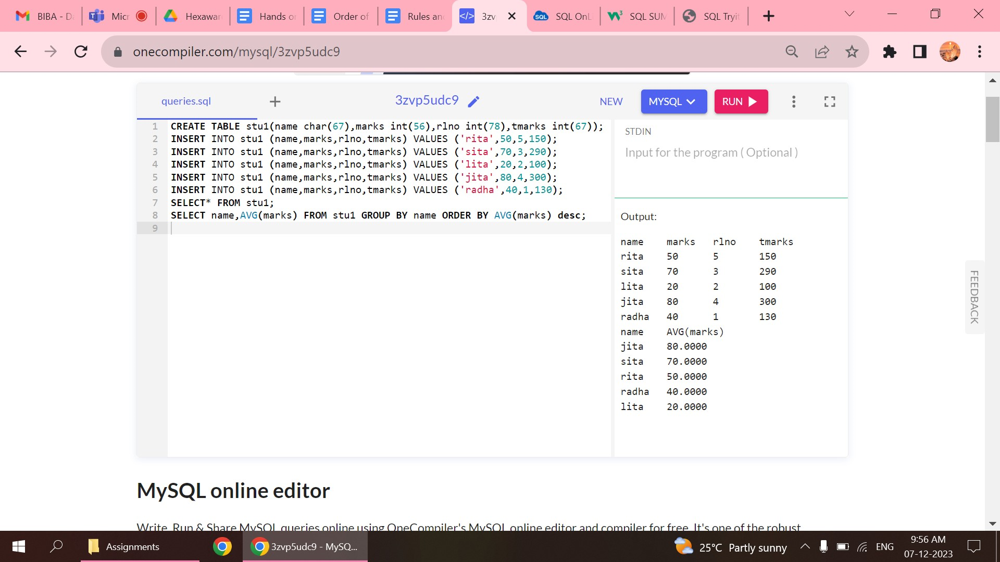 BIBA - Da
Micr
Hexawar
Hands or
Order of
Rules an
3zv
SQL OnL
SQL SUM
SQL Tryit
onecompiler.com/mysql/3zvp5udc9
queries.sql
3zvp5udc9
NEW
MYSQL
RUN
1 CREATE TABLE stu1(name char(67),marks int(56),rlno int(78),tmarks int(67));
2 INSERT INTO stu1 (name,marks,rlno,tmarks) VALUES ('rita',50,5,150);
3 INSERT INTO stu1 (name,marks,rlno,tmarks) VALUES ('sita',70,3,290);
4 INSERT INTO stu1 (name,marks,rlno,tmarks) VALUES ('lita',20,2,100);
5 INSERT INTO stu1 (name,marks,rlno,tmarks) VALUES ('jita',80,4,300);
6 INSERT INTO stu1 (name,marks,rlno,tmarks) VALUES ('radha',40,1,130);
7 SELECT* FROM stu1;
8 SELECT name,AVG(marks) FROM stu1 GROUP BY name ORDER BY AVG(marks) desc;
9
STDIN
Input for the program ( Optional )
Output:
name marks rlno tmarks
rita 50 5 150
sita 70 3 290
lita 20 2 100
jita 80 4 300
radha 40 1 130
name AVG(marks)
jita 80.0000
sita 70.0000
rita 50.0000
radha 40.0000
lita 20.0000
FEEDBACK
MySQL online editor
Write, Run & Share MySQL queries online using OneCompiler's MySQL online editor and compiler for free. It's one of the robust,
Assignments
3zvp5udc9 - MySQ...
25°C Partly sunny
ENG
9:56 AM
07-12-2023